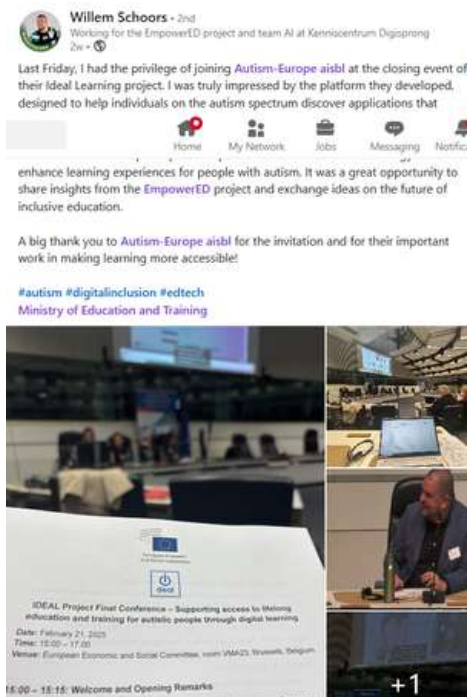 Willem Schoors • 2nd
Working for the EmpowerED project and team AI at Kenniscentrum Digisprong
2w •
Last Friday, I had the privilege of joining Autism-Europe aisbl at the closing event of
their Ideal Learning project. I was truly impressed by the platform they developed,
designed to help individuals on the autism spectrum discover applications that
Home
My Network
Jobs
Messaging
Notific
enhance learning experiences for people with autism. It was a great opportunity to
share insights from the EmpowerED project and exchange ideas on the future of
inclusive education.
A big thank you to Autism-Europe aisbl for the invitation and for their important
work in making learning more accessible!
#autism #digitalinclusion #edtech
Ministry of Education and Training
deal
IDEAL Project Final Conference – Supporting access to lifelong
education and training for autistic people through digital learning
Date: February 21, 2025
Time: 15:00 – 17:00
Venue: European Economic and Social Committee, room VMA23, Brussels, Belgium
15:00 – 15:15: Welcome and Opening Remarks
+1